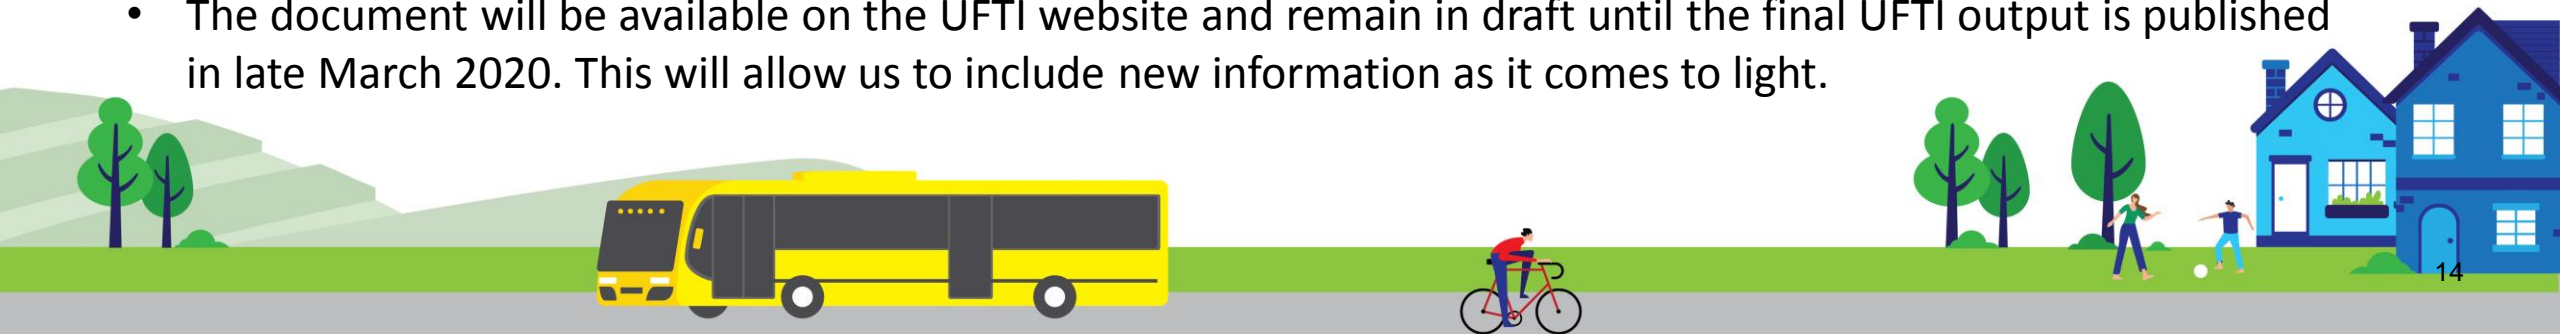 • The document will be available on the UFTI website and remain in draft until the final UFTI output is published
in late March 2020. This will allow us to include new information as it comes to light.
14